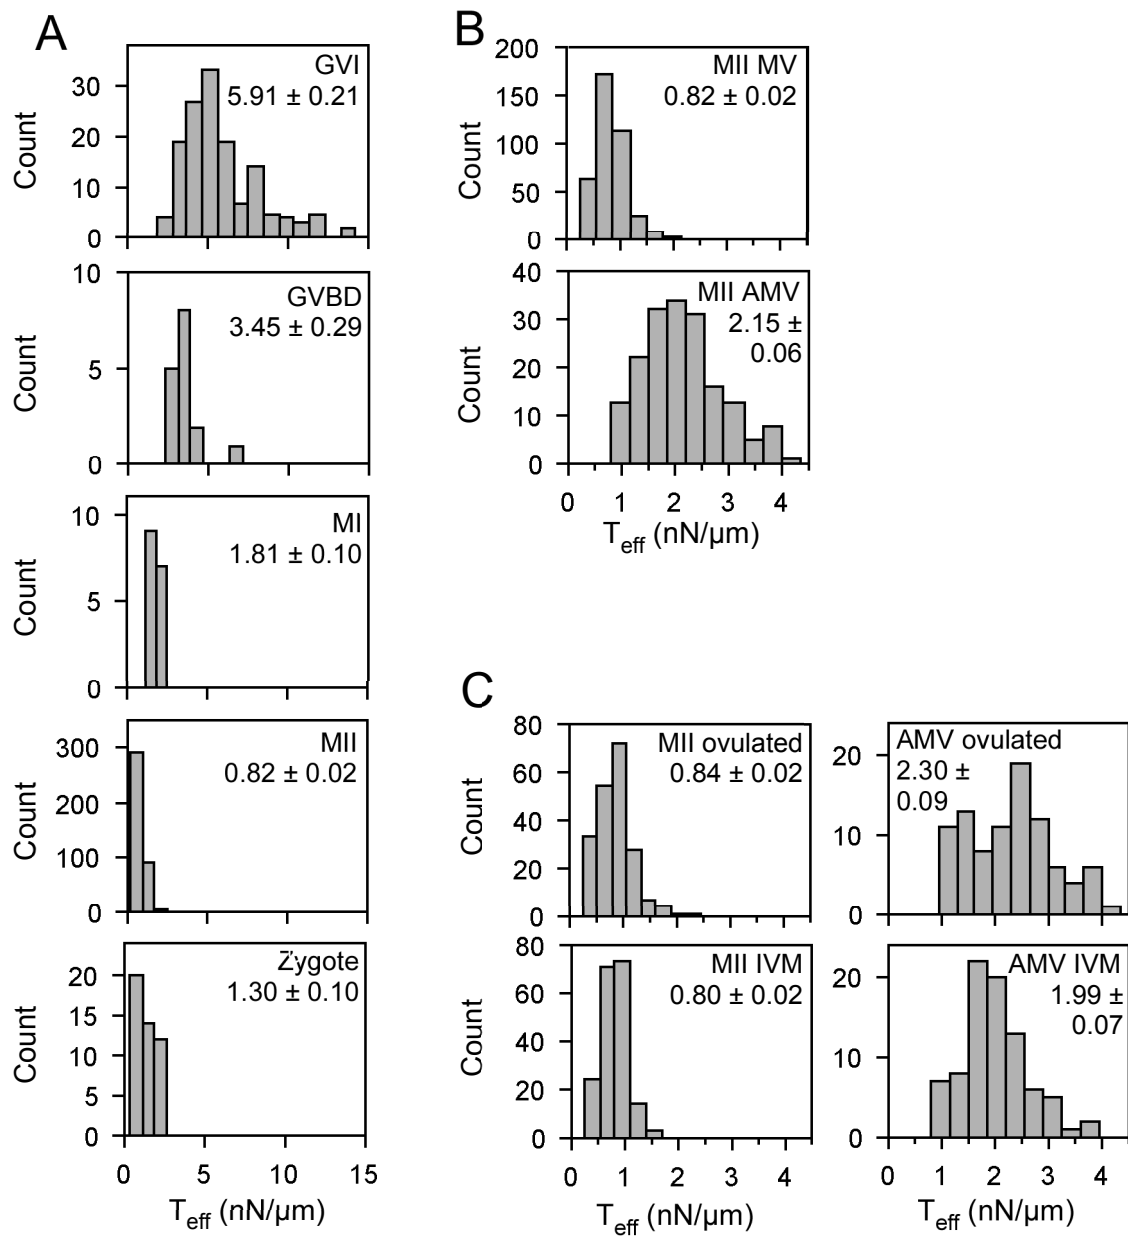 A
Count
30
20
10
0
GVI
5.91 ± 0.21
Count
10
5
0
GVBD
3.45 ± 0.29
Count
10
5
0
MI
1.81 ± 0.10
Count
300
200
100
0
MII
0.82 ± 0.02
Count
20
15
10
5
0
Zygote
1.30 ± 0.10
0 5 10 15
Teff (nN/µm)
B
Count
200
150
100
50
0
MII MV
0.82 ± 0.02
Count
40
30
20
10
0
MII AMV
2.15 ±
0.06
0 1 2 3 4
Teff (nN/µm)
C
Count
80
60
40
20
0
MII ovulated
0.84 ± 0.02
20
10
0
AMV ovulated
2.30 ±
0.09
Count
80
60
40
20
0
MII IVM
0.80 ± 0.02
0 1 2 3 4
Teff (nN/µm)
20
10
0
AMV IVM
1.99 ±
0.07
0 1 2 3 4
Teff (nN/µm)